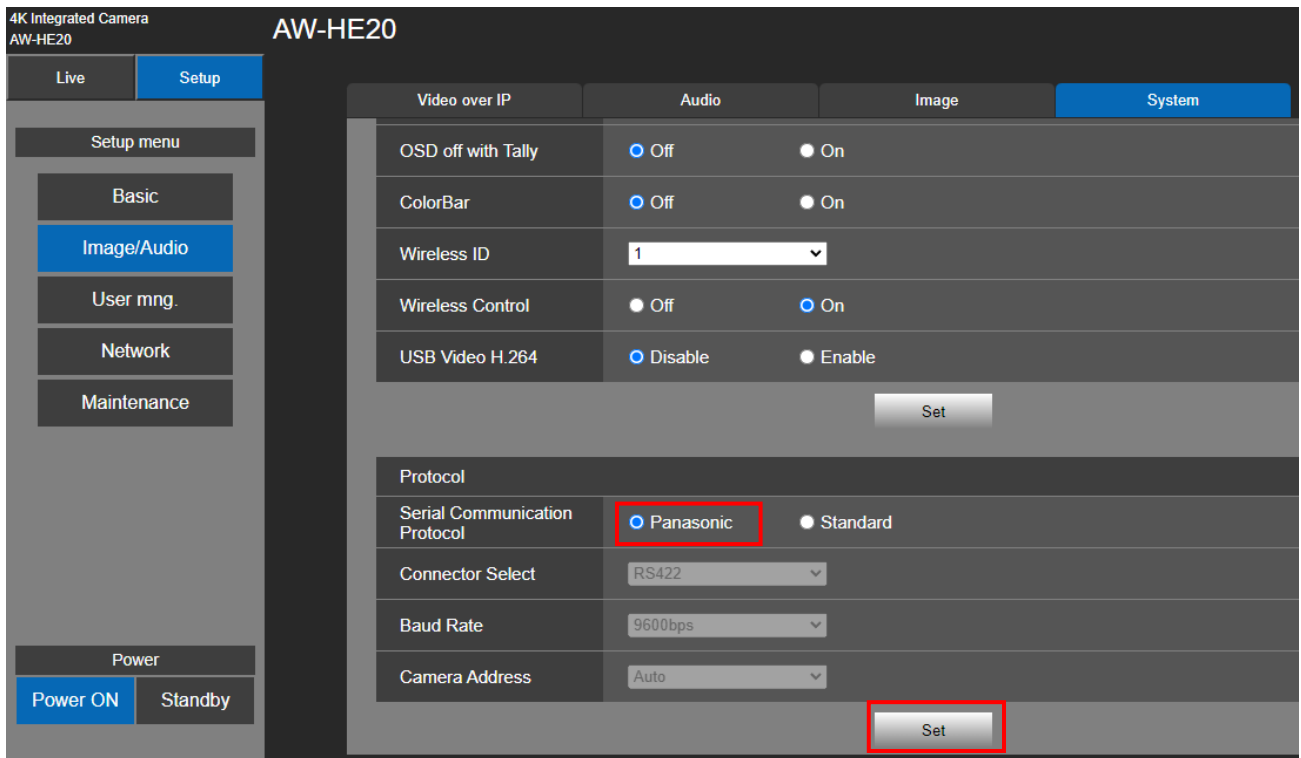 4K Integrated Camera
AW-HE20
AW-HE20
Live Setup
Video over IP Audio Image System
Setup menu
Basic
Image/Audio
User mng.
Network
Maintenance
OSD off with Tally Off On
ColorBar Off On
Wireless ID 1
Wireless Control Off On
USB Video H.264 Disable Enable
Set
Protocol
Serial Communication
Protocol
Panasonic Standard
Connector Select RS422
Baud Rate 9600bps
Camera Address Auto
Set
Power
Power ON Standby